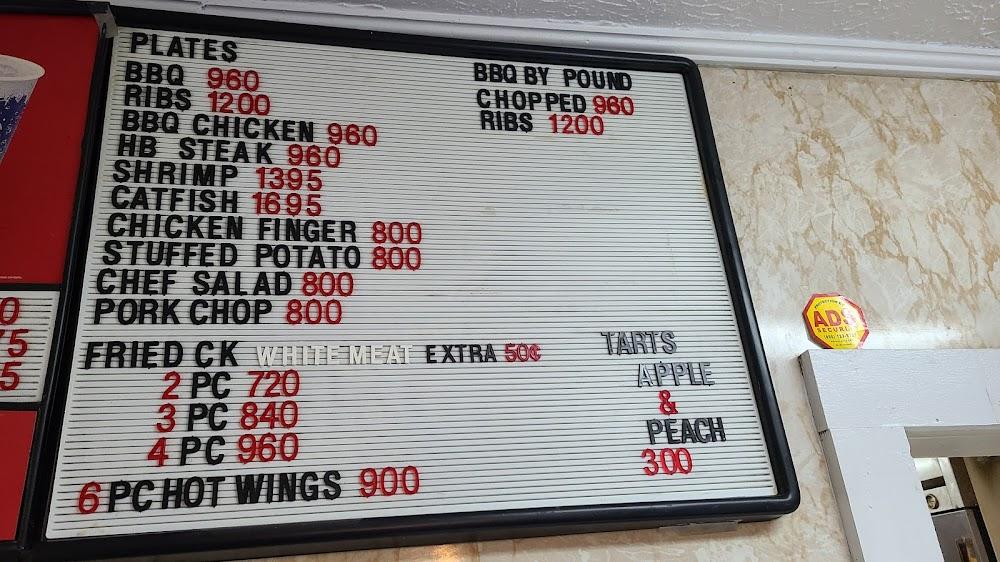 PLATES
BBQ 960
RIBS 1200
BBQ CHICKEN 960
HB STEAK 960
SHRIMP 1395
CATFISH 1695
CHICKEN FINGER 800
STUFFED POTATO 800
CHEF SALAD 800
PORK CHOP 800
FRIED CK WHITE MEAT EXTRA 50¢
2 PC 720
3 PC 840
4 PC 960
6 PC HOT WINGS 900
BBQ BY POUND
CHOPPED 960
RIBS 1200
TARTS
APPLE
&
PEACH
300
0
75
5
ADS
SECURITY